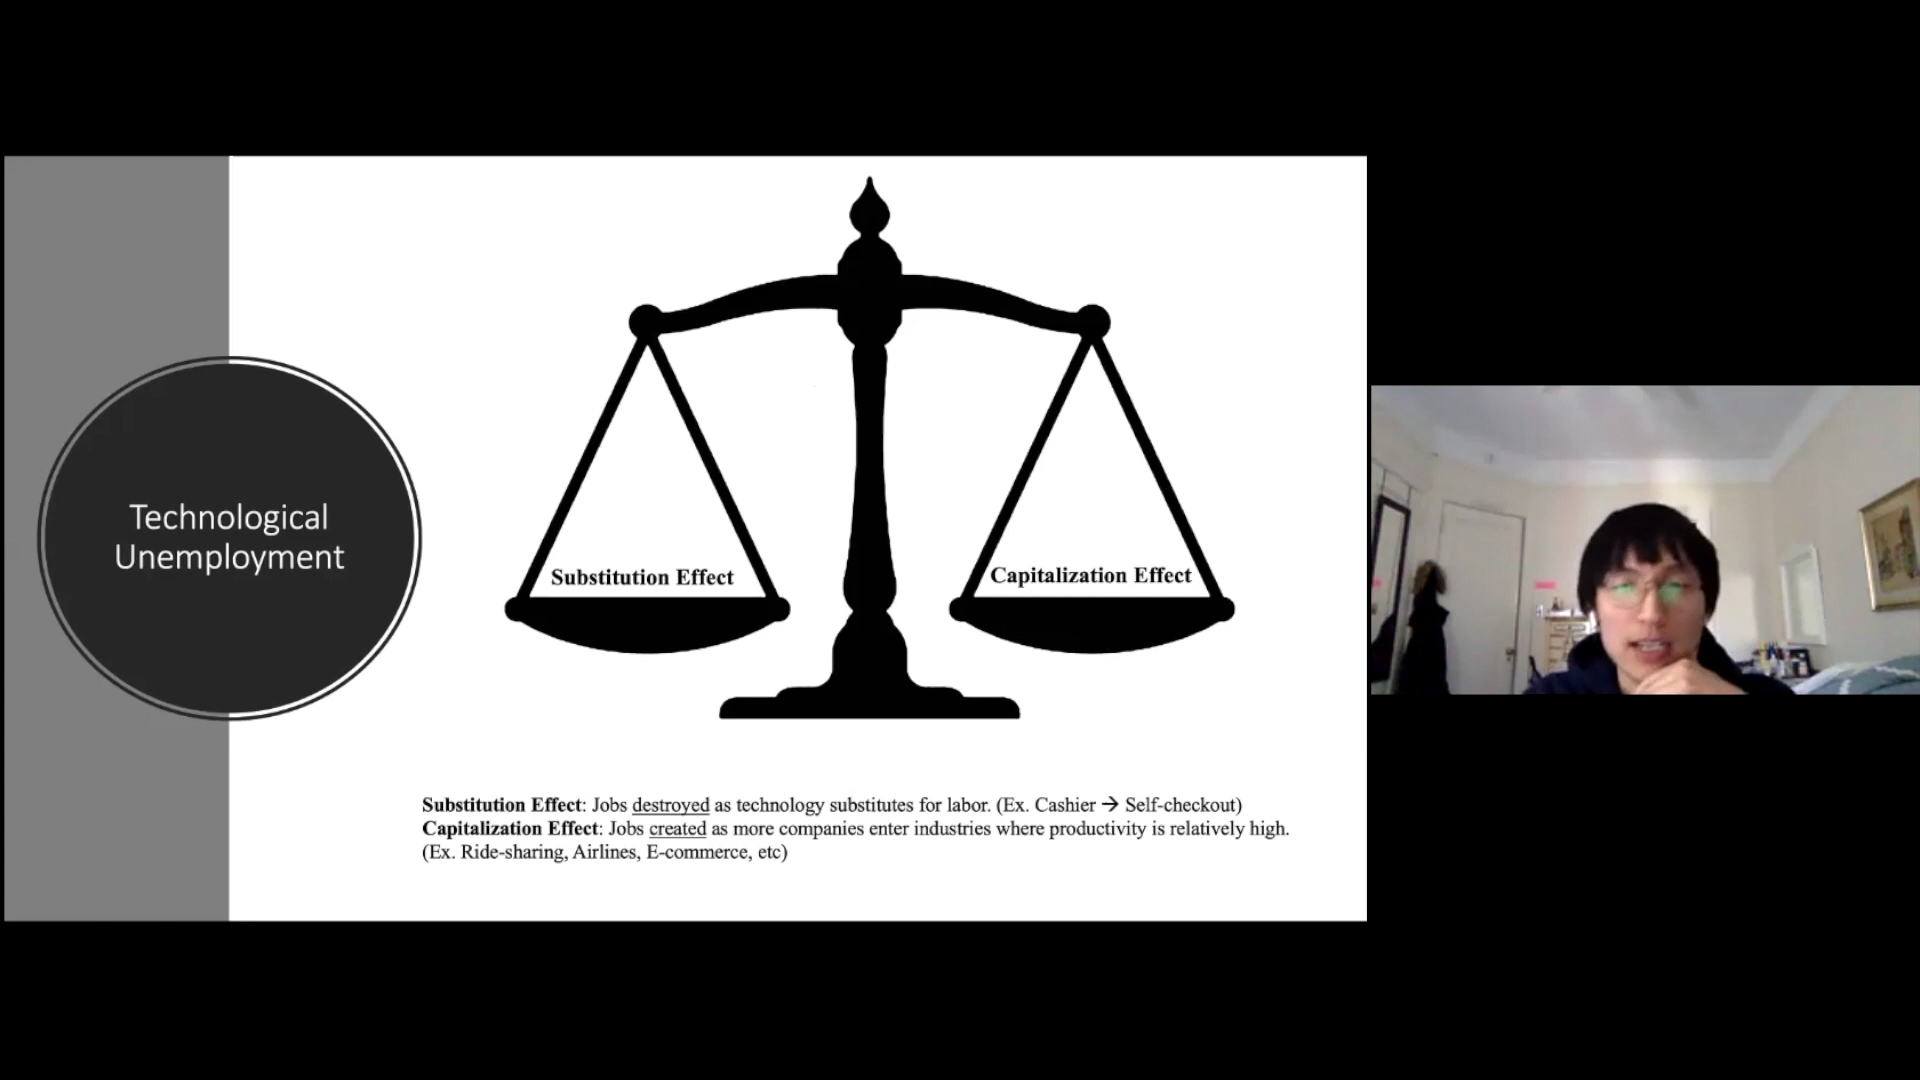 Technological
Unemployment
Substitution Effect
Capitalization Effect
Substitution Effect: Jobs destroyed as technology substitutes for labor. (Ex. Cashier → Self-checkout)
Capitalization Effect: Jobs created as more companies enter industries where productivity is relatively high.
(Ex. Ride-sharing, Airlines, E-commerce, etc)